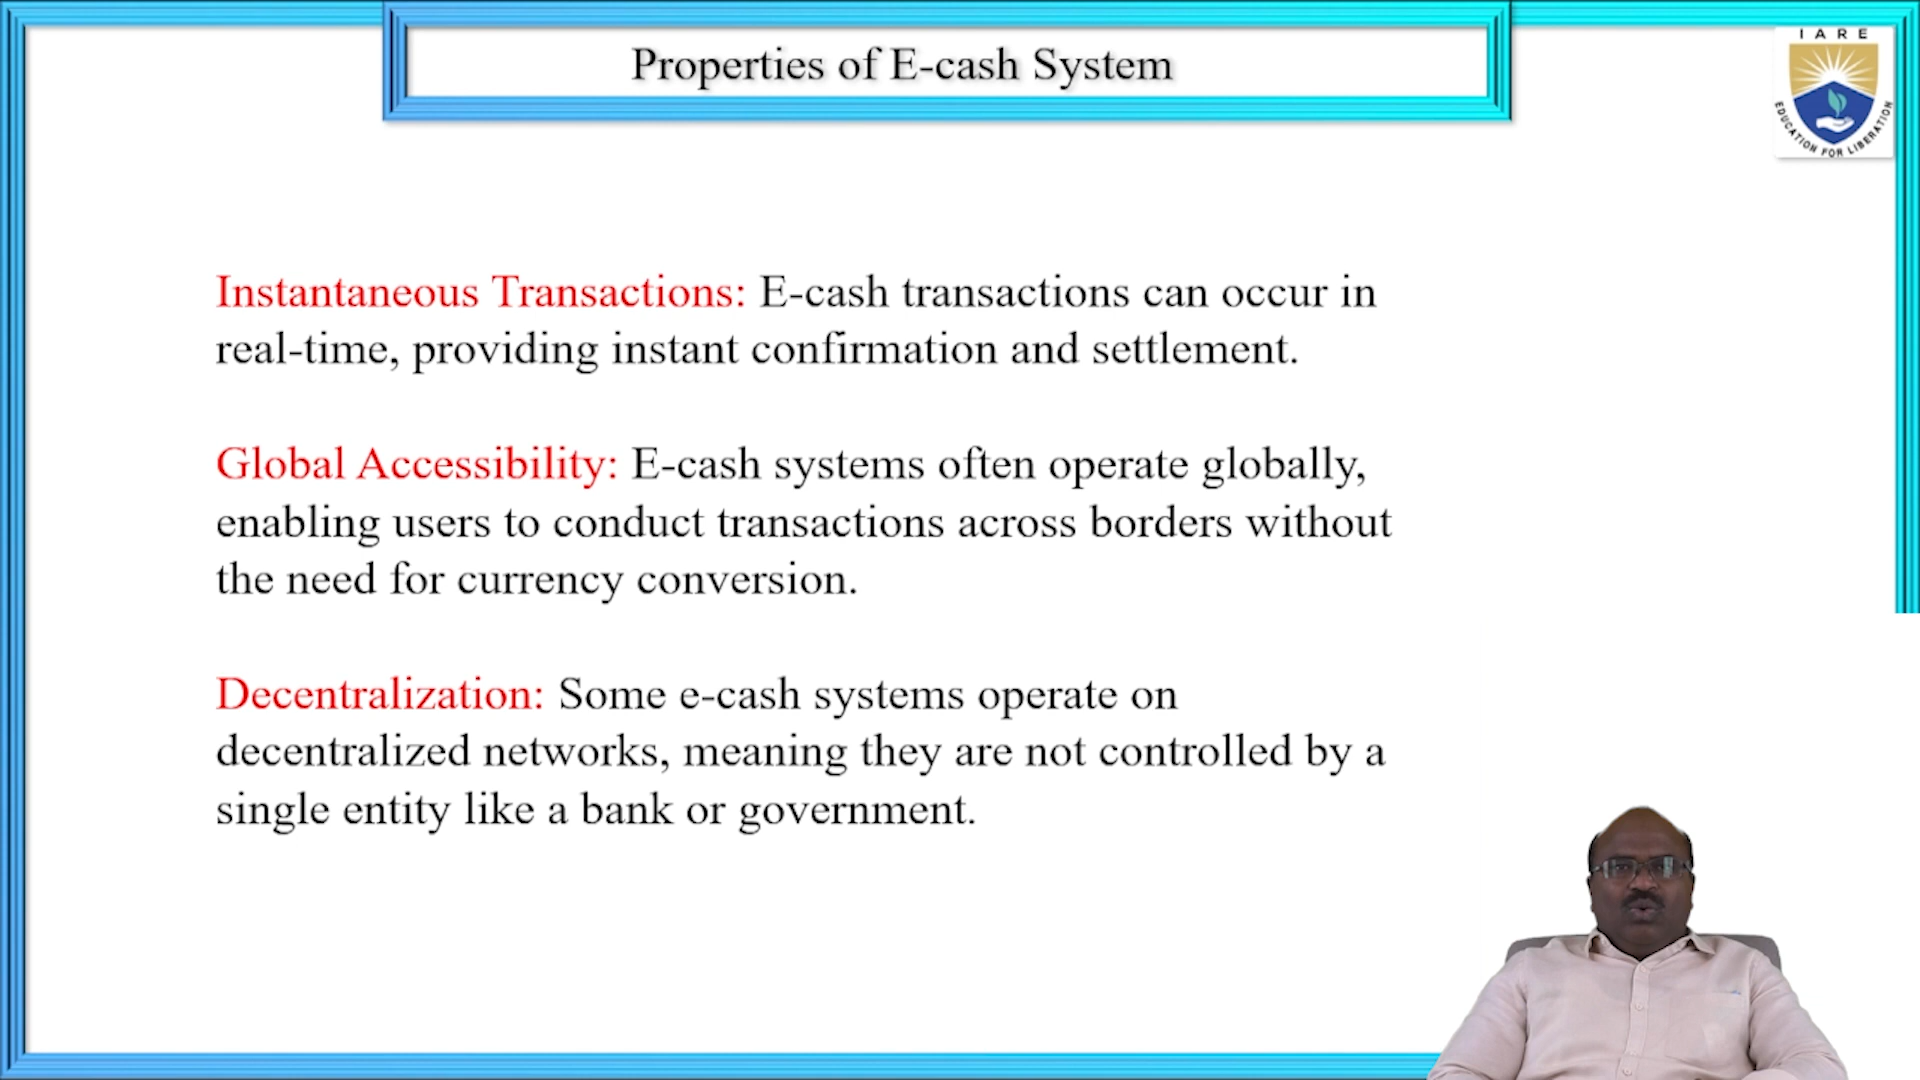 Properties of E-cash System
IARE
EDUCATION FOR LIBERATION
Instantaneous Transactions: E-cash transactions can occur in
real-time, providing instant confirmation and settlement.
Global Accessibility: E-cash systems often operate globally,
enabling users to conduct transactions across borders without
the need for currency conversion.
Decentralization: Some e-cash systems operate on
decentralized networks, meaning they are not controlled by a
single entity like a bank or government.